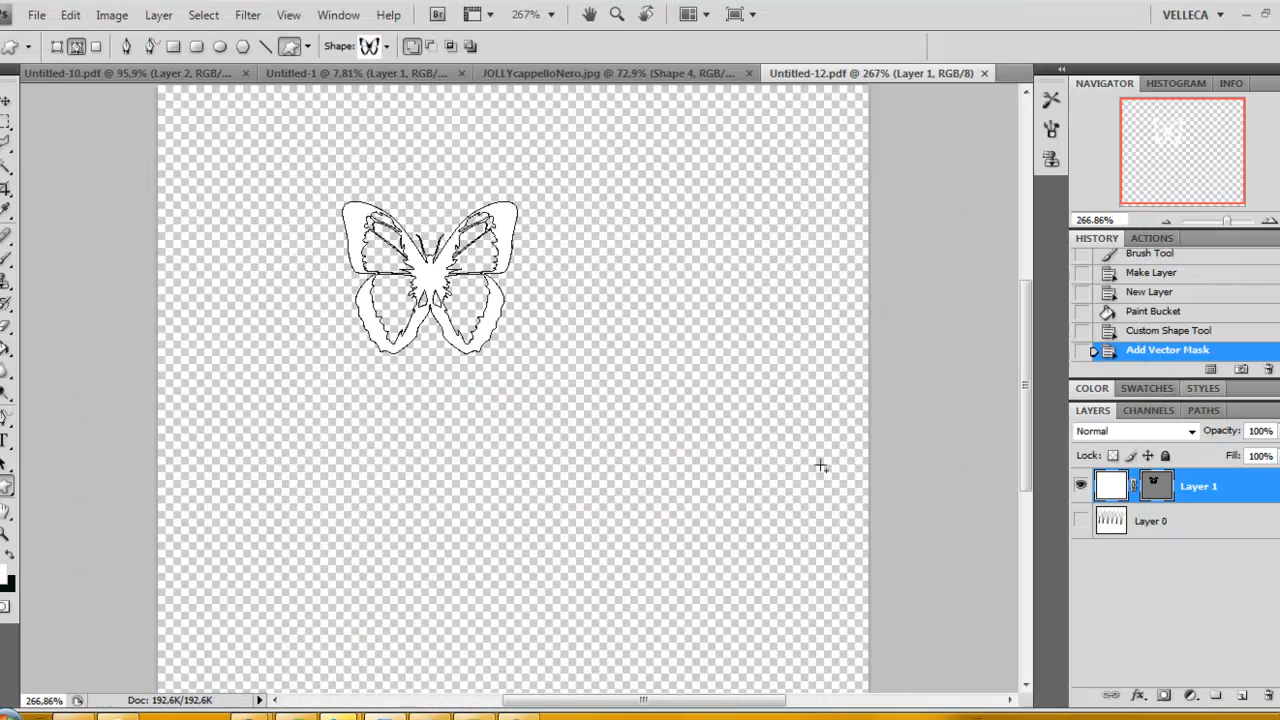 File Edit Image Layer Select Filter View Window Help Br 267% VELLECA
Shape:
Untitled-10.pdf @ 95,9% (Layer 2, RGB/... Untitled-1 @ 7,81% (Layer 1, RGB/... JOLLYcappelloNero.jpg @ 72,9% (Shape 4, RGB/... Untitled-12.pdf @ 267% (Layer 1, RGB/8)
NAVIGATOR HISTOGRAM INFO
266.86%
HISTORY ACTIONS
Brush Tool
Make Layer
New Layer
Paint Bucket
Custom Shape Tool
Add Vector Mask
COLOR SWATCHES STYLES
LAYERS CHANNELS PATHS
Normal Opacity: 100%
Lock: Fill: 100%
Layer 1
Layer 0
266,86% Doc: 192,6K/192,6K